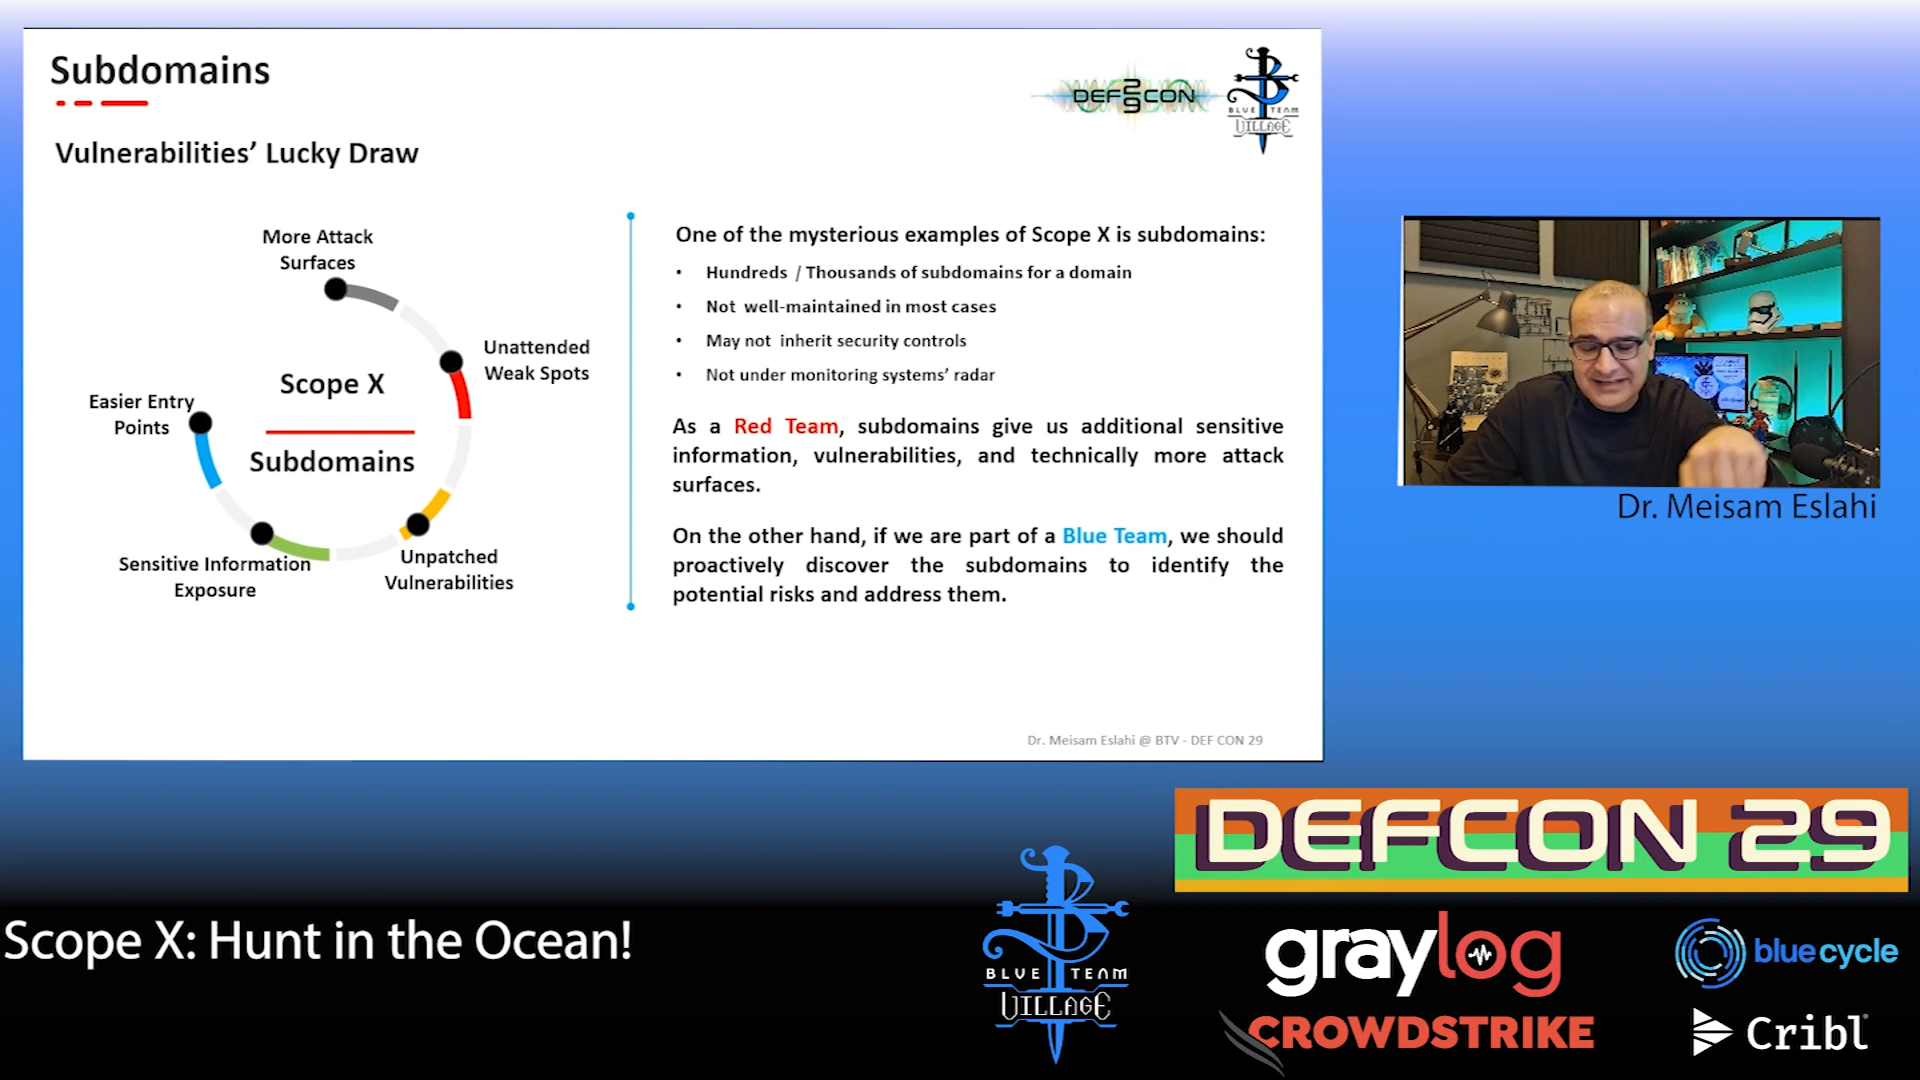 Subdomains
Vulnerabilities’ Lucky Draw
DEF CON
29
BLUE TEAM
VILLAGE
More Attack
Surfaces
Unattended
Weak Spots
Scope X
Subdomains
Easier Entry
Points
Sensitive Information
Exposure
Unpatched
Vulnerabilities
One of the mysterious examples of Scope X is subdomains:
• Hundreds / Thousands of subdomains for a domain
• Not well-maintained in most cases
• May not inherit security controls
• Not under monitoring systems’ radar
As a Red Team, subdomains give us additional sensitive
information, vulnerabilities, and technically more attack
surfaces.
On the other hand, if we are part of a Blue Team, we should
proactively discover the subdomains to identify the
potential risks and address them.
Dr. Meisam Eslahi @ BTV - DEF CON 29
Dr. Meisam Eslahi
Scope X: Hunt in the Ocean!
BLUE TEAM
VILLAGE
DEFCON 29
graylog
blue cycle
CROWDSTRIKE
Cribl